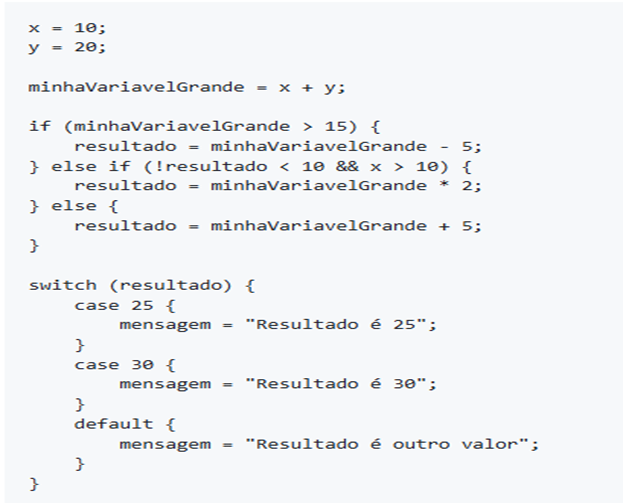 x = 10;
y = 20;
minhaVariavelGrande = x + y;
if (minhaVariavelGrande > 15) {
    resultado = minhaVariavelGrande - 5;
} else if (!resultado < 10 && x > 10) {
    resultado = minhaVariavelGrande * 2;
} else {
    resultado = minhaVariavelGrande + 5;
}
switch (resultado) {
    case 25 {
        mensagem = "Resultado é 25";
    }
    case 30 {
        mensagem = "Resultado é 30";
    }
    default {
        mensagem = "Resultado é outro valor";
    }
}